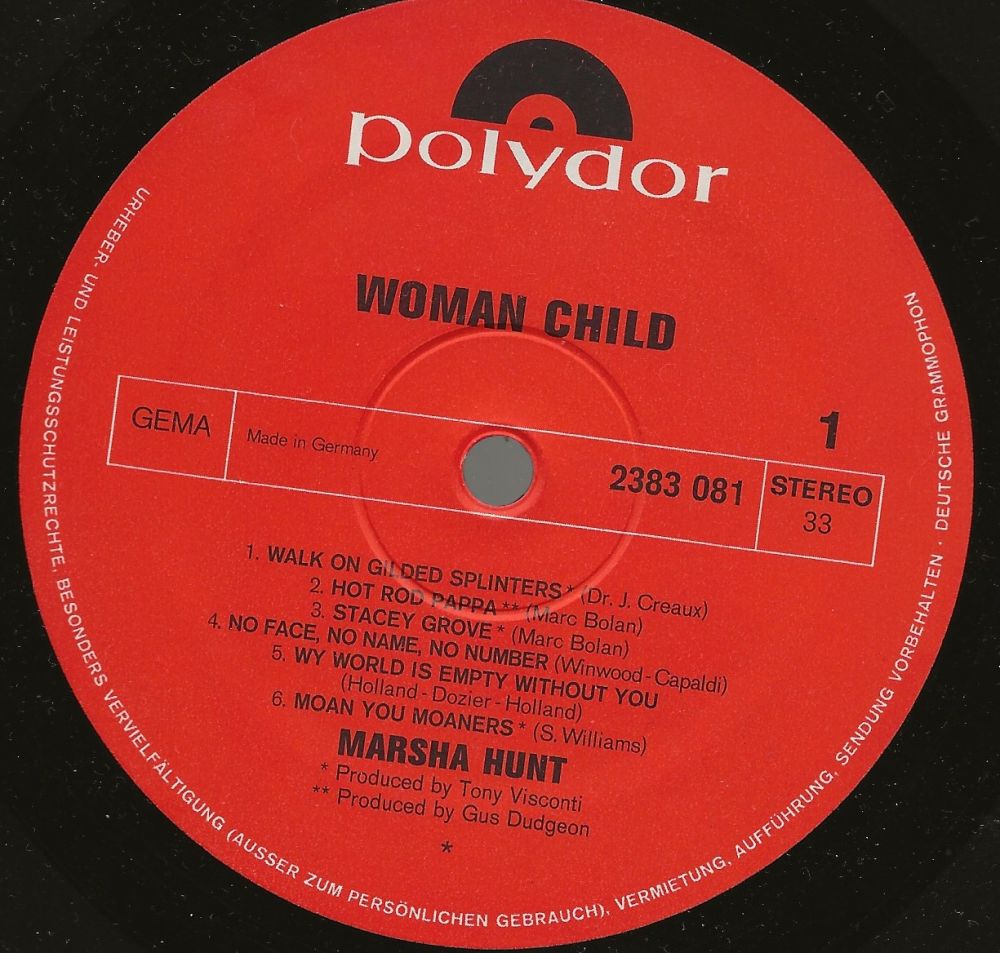 polydor
WOMAN CHILD
1
GEMA
Made in Germany
2383 081
STEREO
33
1. WALK ON GILDED SPLINTERS * (Dr. J. Creaux)
2. HOT ROD PAPPA ** (Marc Bolan)
3. STACEY GROVE * (Marc Bolan)
4. NO FACE, NO NAME, NO NUMBER (Winwood-Capaldi)
5. WY WORLD IS EMPTY WITHOUT YOU
(Holland-Dozier-Holland)
6. MOAN YOU MOANERS * (S. Williams)
MARSHA HUNT
* Produced by Tony Visconti
** Produced by Gus Dudgeon
*
URHEBER- UND LEISTUNGSSCHUTZRECHTE, BESONDERS VERVIELFÄLTIGUNG (AUSSER ZUM PERSÖNLICHEN GEBRAUCH), VERMIETUNG, AUFFÜHRUNG, SENDUNG VORBEHALTEN · DEUTSCHE GRAMMOPHON